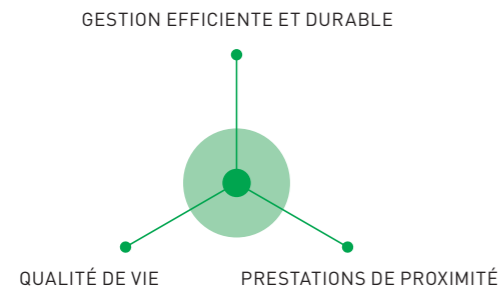 GESTION EFFICIENTE ET DURABLE
QUALITÉ DE VIE
PRESTATIONS DE PROXIMITÉ